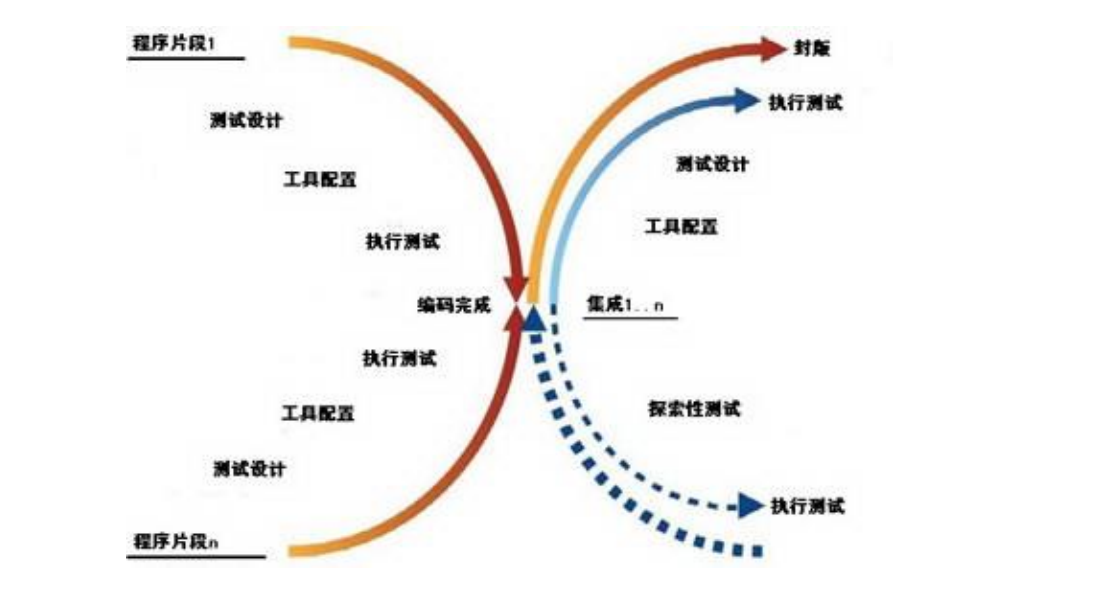 程序片段1
测试设计
工具配置
执行测试
编码完成
执行测试
工具配置
测试设计
程序片段n
封版
执行测试
测试设计
工具配置
集成1..n
探索性测试
执行测试